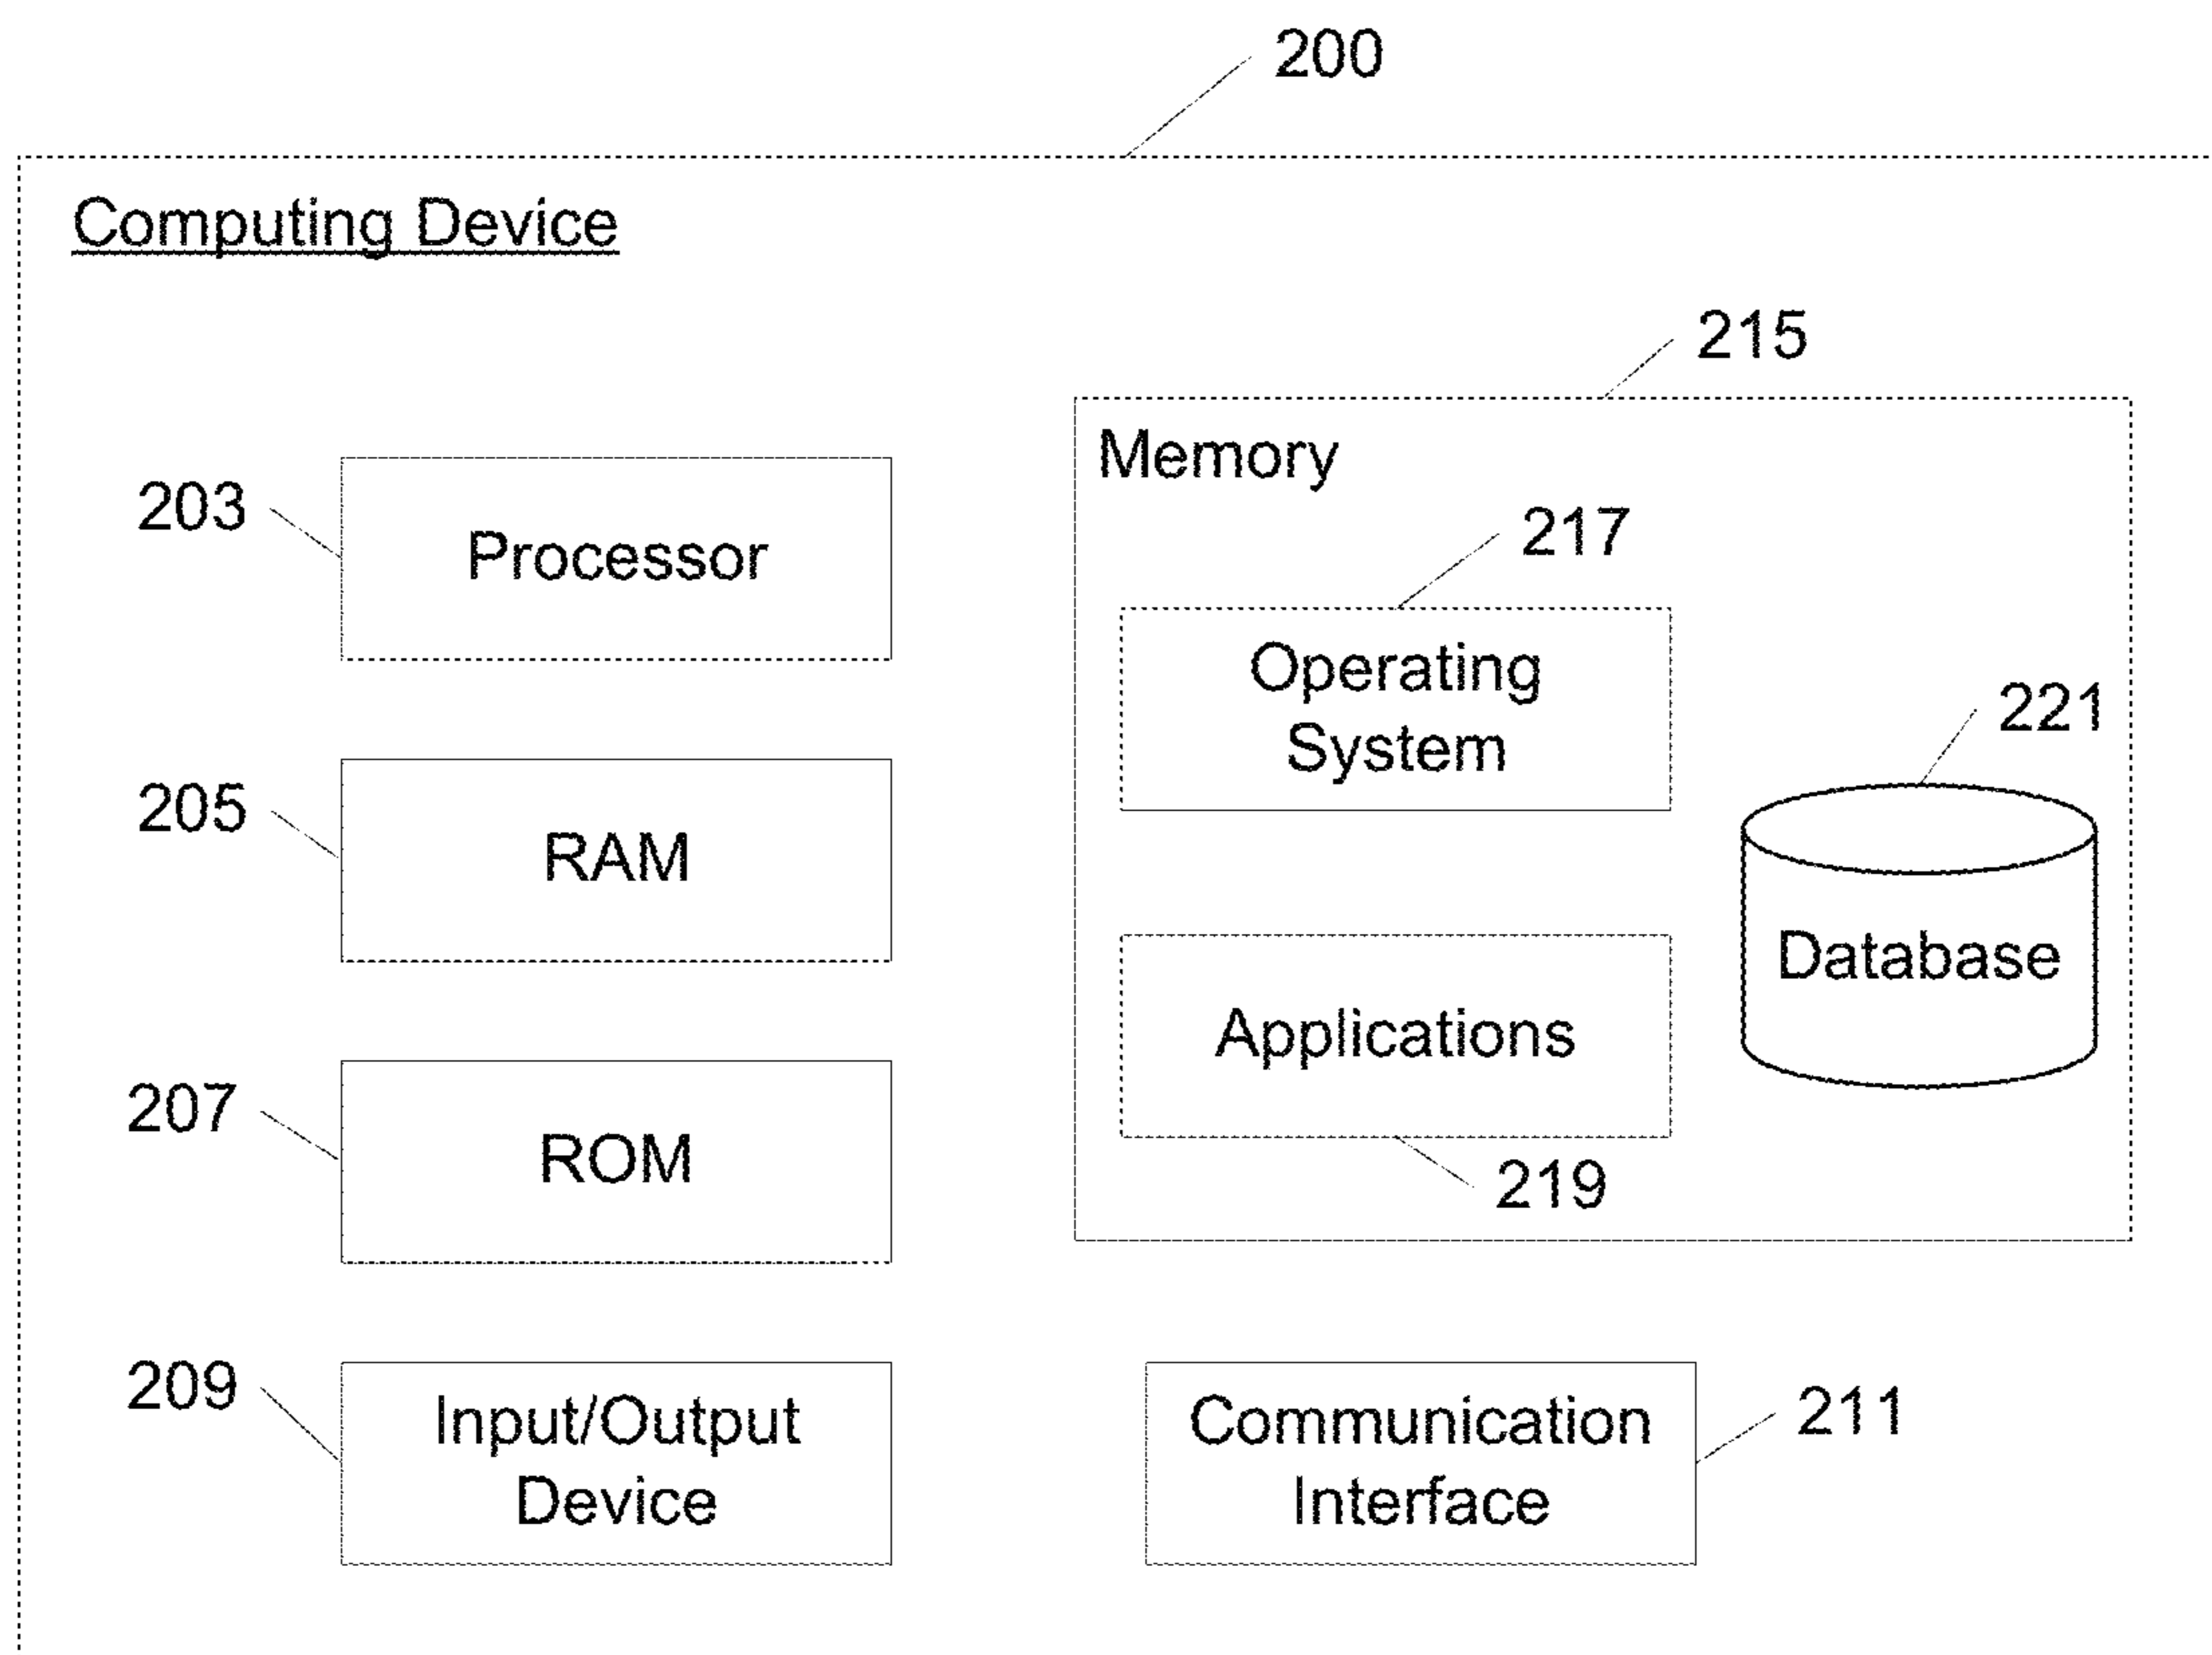 200
Computing Device
215
Memory
203
Processor
217
Operating
System
221
205
RAM
Database
Applications
207
ROM
219
209
Input/Output
Device
Communication
Interface
211